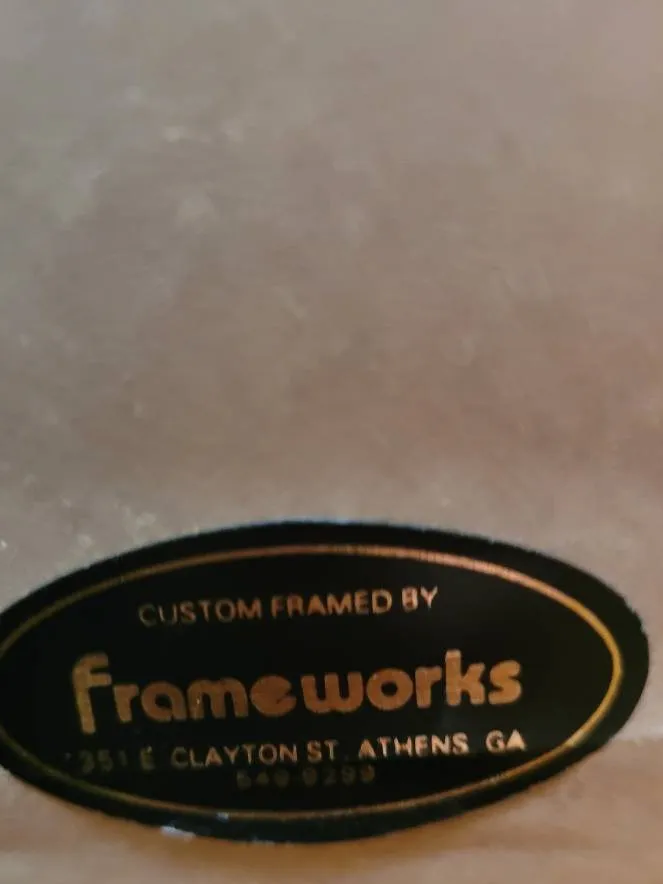 CUSTOM FRAMED BY
Frameworks
351 E CLAYTON ST. ATHENS GA